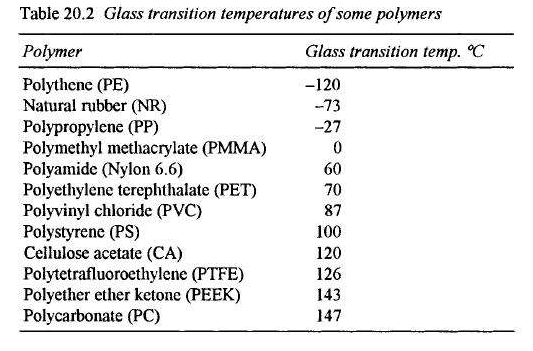 Table 20.2 Glass transition temperatures of some polymers
Polymer Glass transition temp. ºC
Polythene (PE) –120
Natural rubber (NR) –73
Polypropylene (PP) –27
Polymethyl methacrylate (PMMA) 0
Polyamide (Nylon 6.6) 60
Polyethylene terephthalate (PET) 70
Polyvinyl chloride (PVC) 87
Polystyrene (PS) 100
Cellulose acetate (CA) 120
Polytetrafluoroethylene (PTFE) 126
Polyether ether ketone (PEEK) 143
Polycarbonate (PC) 147